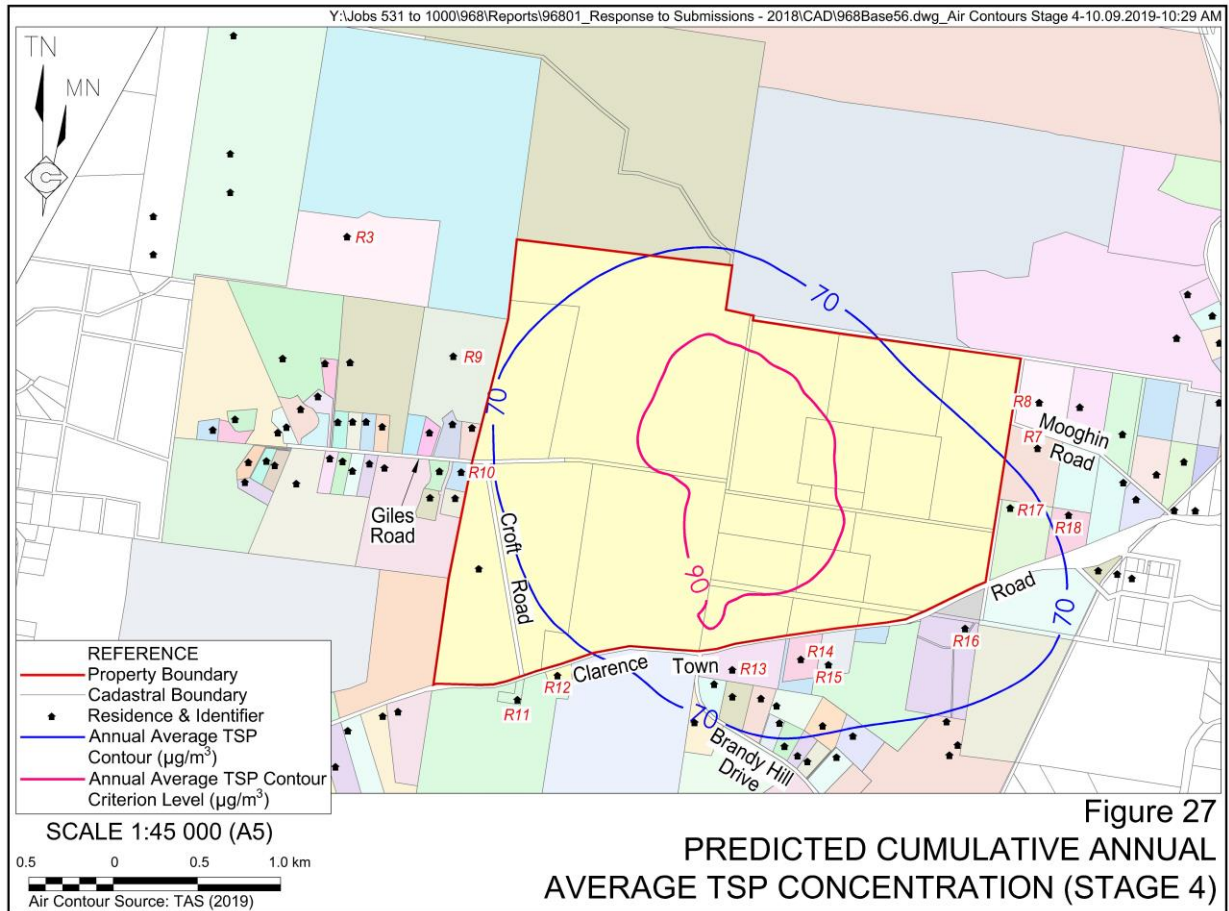 Y:\Jobs 531 to 1000\968\Reports\96801_Response to Submissions - 2018\CAD\968Base56.dwg_Air Contours Stage 4-10.09.2019-10:29 AM
TN
MN
R3
70
R9
70
R8
Mooghin
Road
R7
R10
Giles
Road
Croft
Road
R17
R18
90
Road
70
R16
Clarence
Town
R14
R13
R15
R12
R11
70
Brandy Hill
Drive
REFERENCE
Property Boundary
Cadastral Boundary
Residence & Identifier
Annual Average TSP
Contour (µg/m³)
Annual Average TSP Contour
Criterion Level (µg/m³)
SCALE 1:45 000 (A5)
0.5 0 0.5 1.0 km
Air Contour Source: TAS (2019)
Figure 27
PREDICTED CUMULATIVE ANNUAL
AVERAGE TSP CONCENTRATION (STAGE 4)